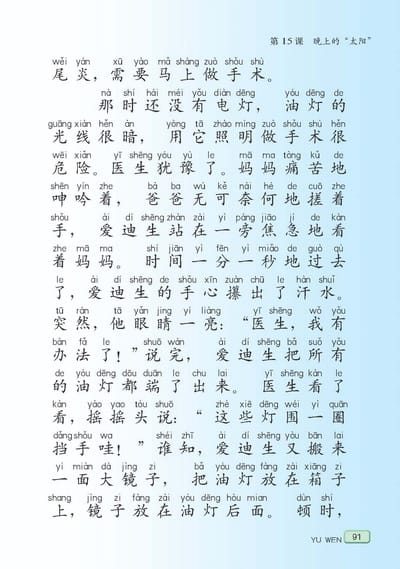 第15课 晚上的“太阳”
wěi yán xū yào mǎ shàng zuò shǒu shù
尾炎，需要马上做手术。
nà shí hái méi yǒu diàn dēng yóu dēng de
那时还没有电灯，油灯的
guāng xiàn hěn àn yòng tā zhào míng zuò shǒu shù hěn
光线很暗，用它照明做手术很
wēi xiǎn yī shēng yóu yù le mā ma tòng kǔ de
危险。医生犹豫了。妈妈痛苦地
shēn yín zhe bà ba wú kě nài hé de cuō zhe
呻吟着，爸爸无可奈何地搓着
shǒu ài dí shēng zhàn zài yì páng jiāo jí de kàn
手，爱迪生站在一旁焦急地看
zhe mā ma shí jiān yì fēn yì miǎo de guò qù
着妈妈。时间一分一秒地过去
le ài dí shēng de shǒu xīn zuàn chū le hàn shuǐ
了，爱迪生的手心攥出了汗水。
tū rán tā yǎn jing yí liàng yī shēng wǒ yǒu
突然，他眼睛一亮：“医生，我有
bàn fǎ le shuō wán ài dí shēng bǎ suǒ yǒu
办法了！”说完，爱迪生把所有
de yóu dēng dōu duān le chu lai yī shēng kàn le
的油灯都端了出来。医生看了
kàn yáo yao tóu shuō zhè xiē dēng wéi yì quān
看，摇摇头说：“这些灯围一圈
dǎng shǒu wa shéi zhī ài dí shēng yòu bān lai
挡手哇！”谁知，爱迪生又搬来
yí miàn dà jìng zi bǎ yóu dēng fàng zài xiāng zi
一面大镜子，把油灯放在箱子
shang jìng zi fàng zài yóu dēng hòu mian dùn shí
上，镜子放在油灯后面。顿时，
YU WEN 91